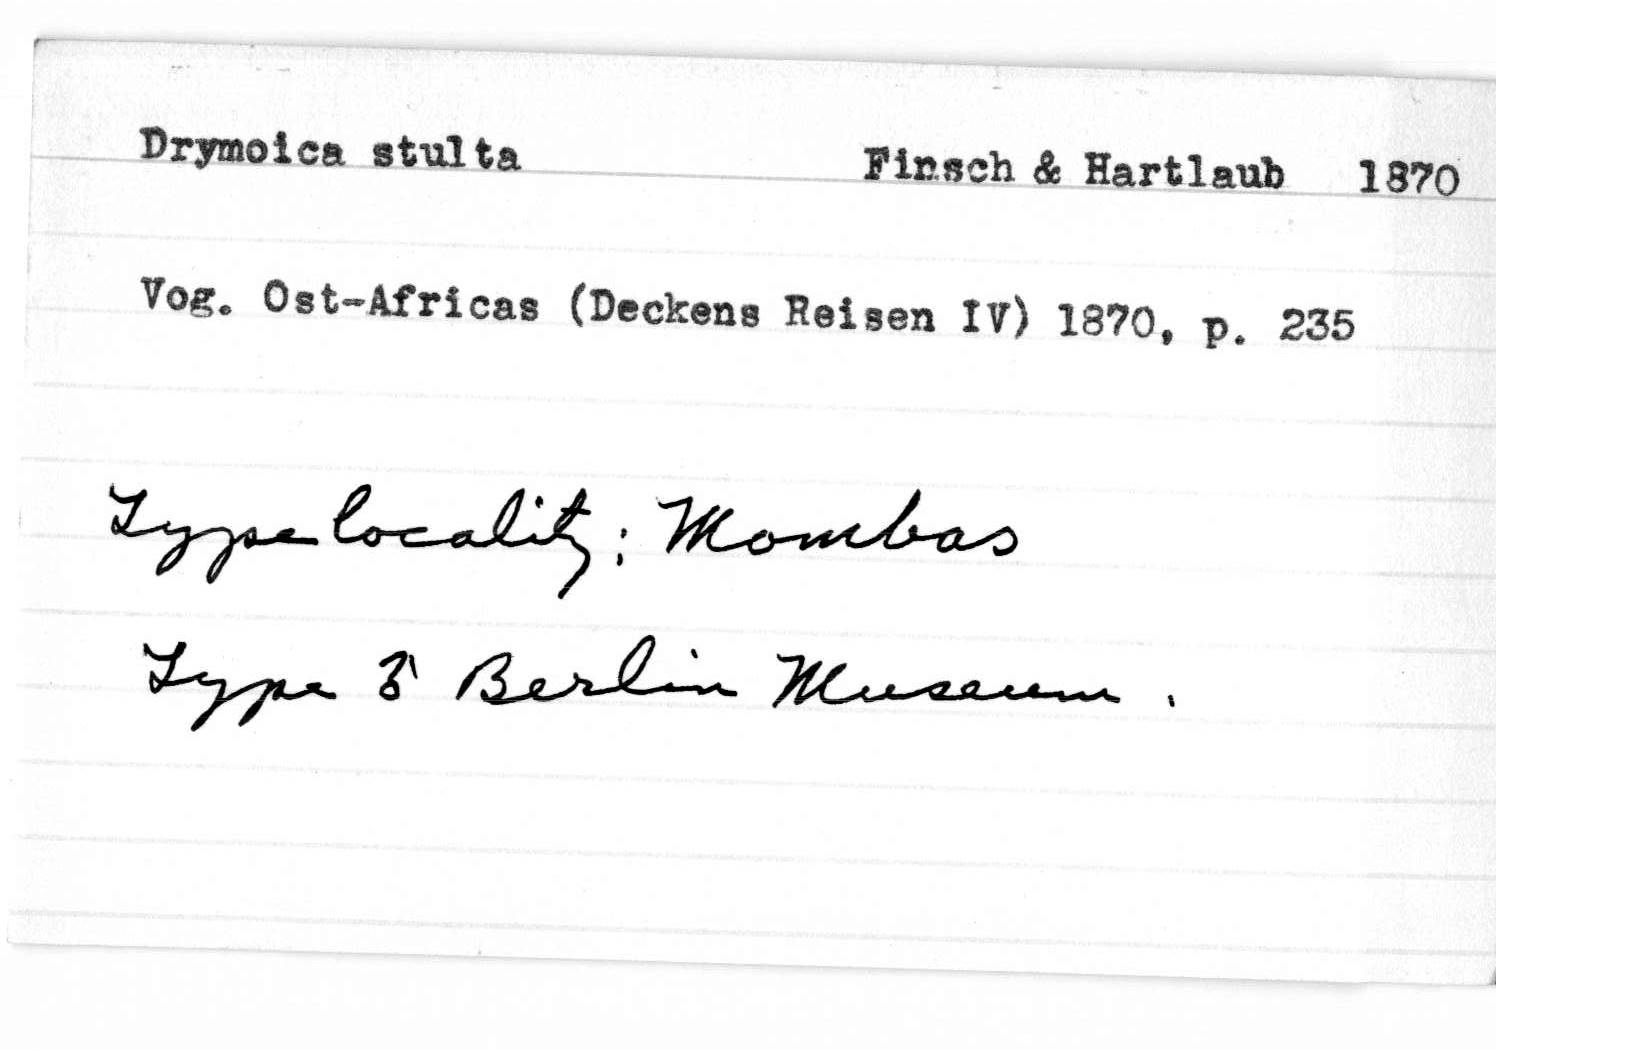 Drymoica stulta Finsch & Hartlaub 1870
Vog. Ost-Africas (Deckens Reisen IV) 1870, p. 235
Type locality: Mombas
Type Berlin Museum.